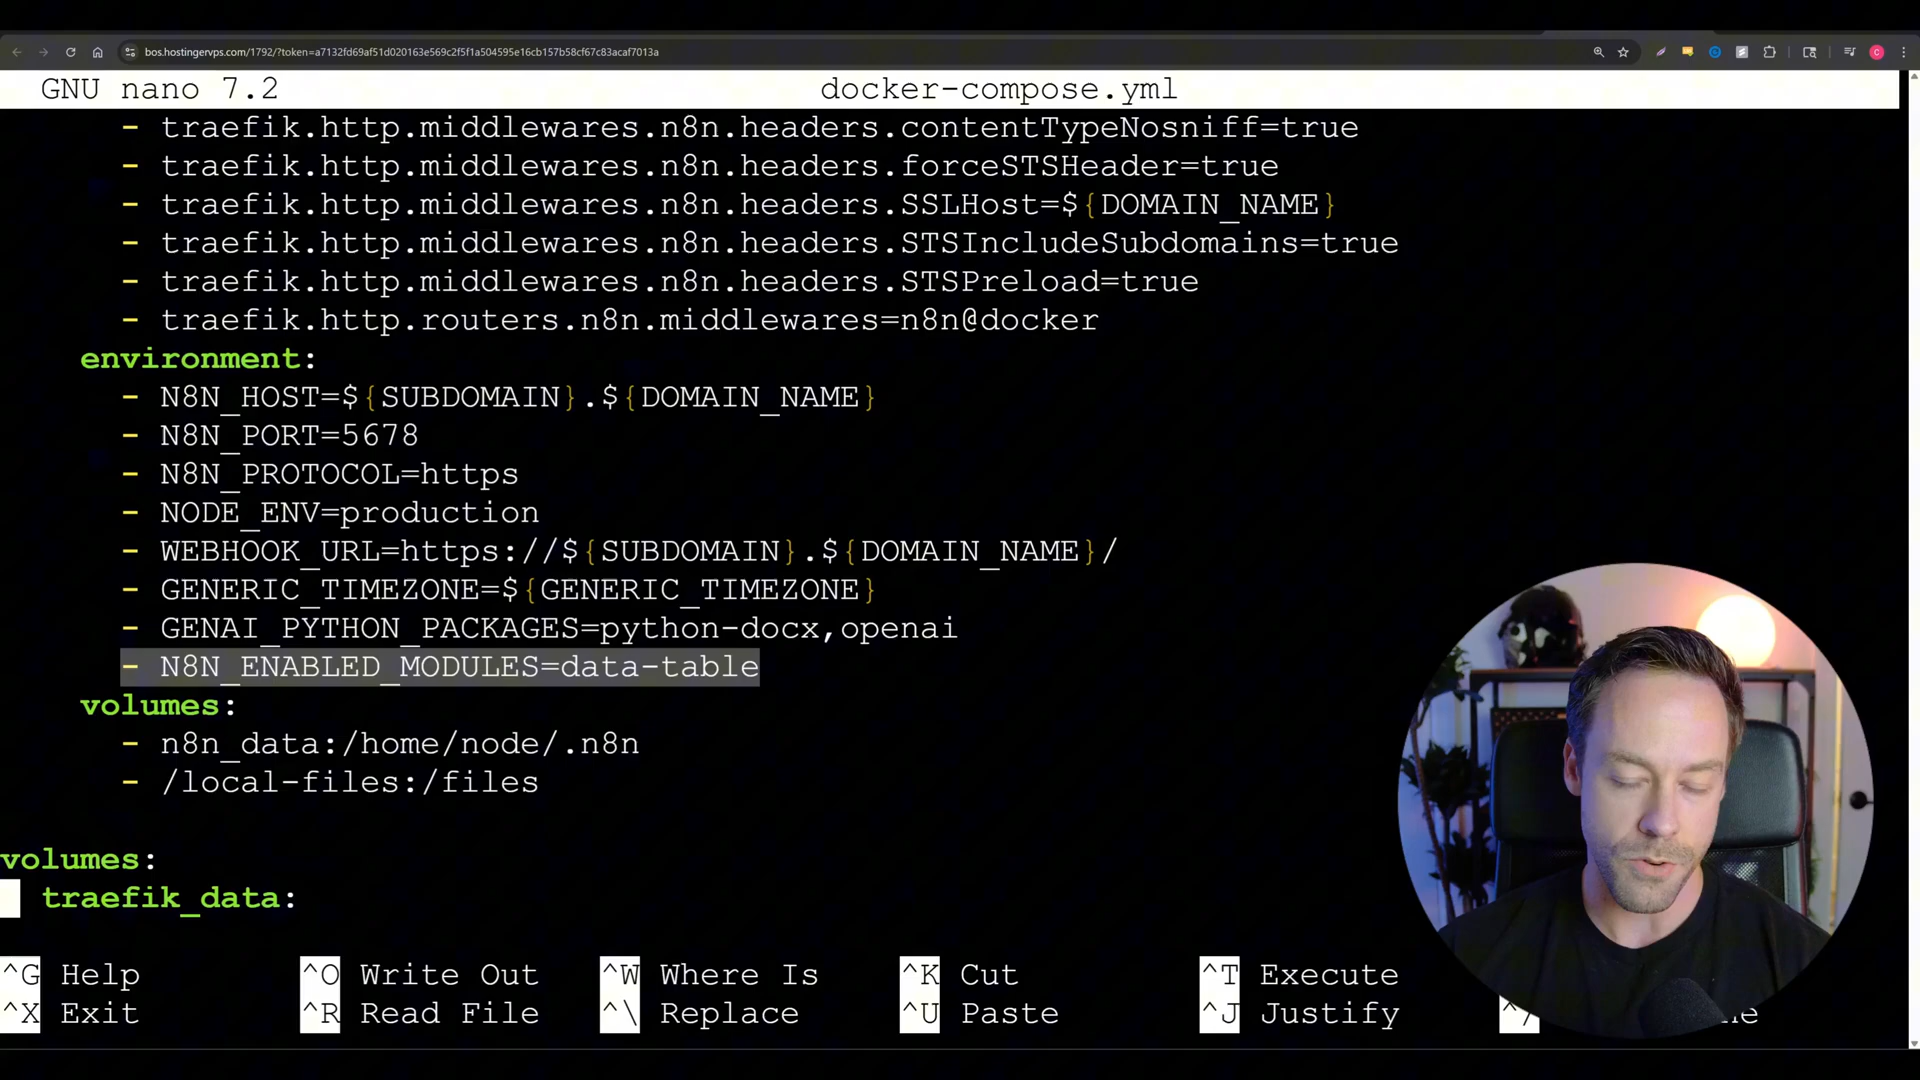 bos.hostingervps.com/1792/?token=a7132fd69af51d020163e569c2f5f1a504595e16cb157b58cf67c83acaf7013a
C
GNU nano 7.2 docker-compose.yml
- traefik.http.middlewares.n8n.headers.contentTypeNosniff=true
- traefik.http.middlewares.n8n.headers.forceSTSHeader=true
- traefik.http.middlewares.n8n.headers.SSLHost=${DOMAIN_NAME}
- traefik.http.middlewares.n8n.headers.STSIncludeSubdomains=true
- traefik.http.middlewares.n8n.headers.STSPreload=true
- traefik.http.routers.n8n.middlewares=n8n@docker
environment:
- N8N_HOST=${SUBDOMAIN}.${DOMAIN_NAME}
- N8N_PORT=5678
- N8N_PROTOCOL=https
- NODE_ENV=production
- WEBHOOK_URL=https://${SUBDOMAIN}.${DOMAIN_NAME}/
- GENERIC_TIMEZONE=${GENERIC_TIMEZONE}
- GENAI_PYTHON_PACKAGES=python-docx,openai
- N8N_ENABLED_MODULES=data-table
volumes:
- n8n_data:/home/node/.n8n
- /local-files:/files
volumes:
traefik_data:
^G Help ^O Write Out ^W Where Is ^K Cut ^T Execute
^X Exit ^R Read File ^\ Replace ^U Paste ^J Justify ^/